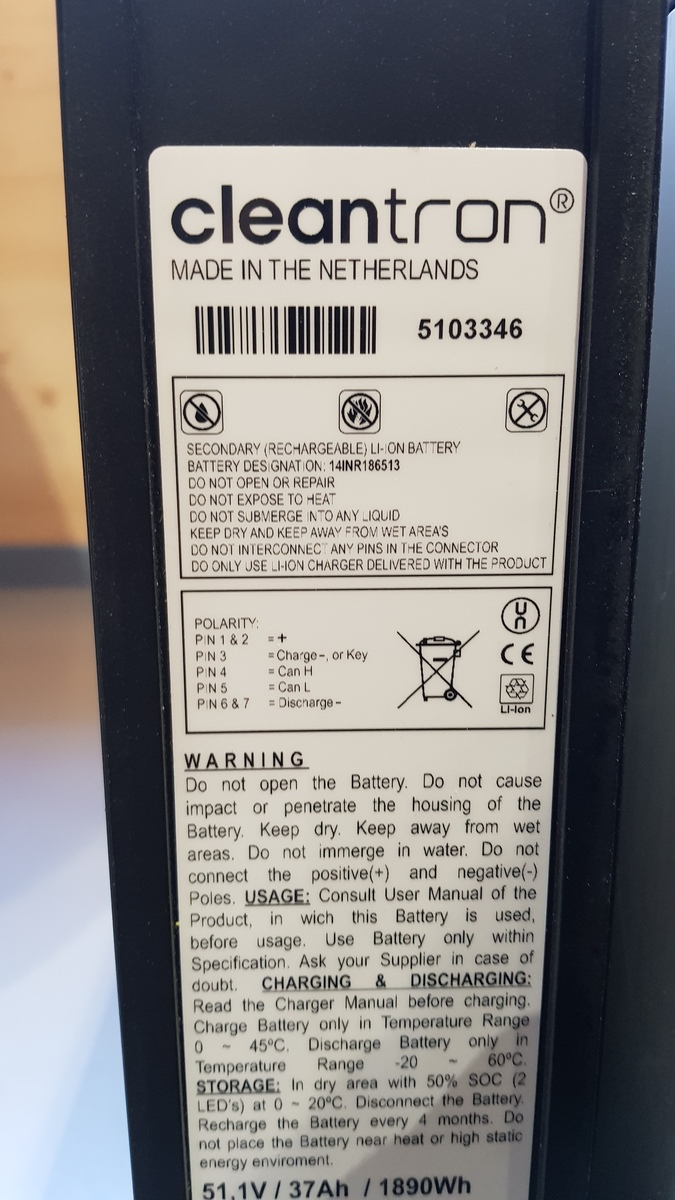 cleantron®
MADE IN THE NETHERLANDS
5103346
SECONDARY (RECHARGEABLE) LI-ION BATTERY
BATTERY DESIGNATION: 14INR186513
DO NOT OPEN OR REPAIR
DO NOT EXPOSE TO HEAT
DO NOT SUBMERGE INTO ANY LIQUID
KEEP DRY AND KEEP AWAY FROM WET AREA'S
DO NOT INTERCONNECT ANY PINS IN THE CONNECTOR
DO ONLY USE LI-ION CHARGER DELIVERED WITH THE PRODUCT
POLARITY:
PIN 1 & 2 = +
PIN 3 = Charge-, or Key
PIN 4 = Can H
PIN 5 = Can L
PIN 6 & 7 = Discharge -
CE
Li-Ion
WARNING
Do not open the Battery. Do not cause
impact or penetrate the housing of the
Battery. Keep dry. Keep away from wet
areas. Do not immerge in water. Do not
connect the positive(+) and negative(-)
Poles. USAGE: Consult User Manual of the
Product, in wich this Battery is used,
before usage. Use Battery only within
Specification. Ask your Supplier in case of
doubt. CHARGING & DISCHARGING:
Read the Charger Manual before charging.
Charge Battery only in Temperature Range
0 ~ 45ºC. Discharge Battery only in
Temperature Range -20 ~ 60ºC.
STORAGE: In dry area with 50% SOC (2
LED's) at 0 ~ 20ºC. Disconnect the Battery.
Recharge the Battery every 4 months. Do
not place the Battery near heat or high static
energy enviroment.
51,1V / 37Ah / 1890Wh